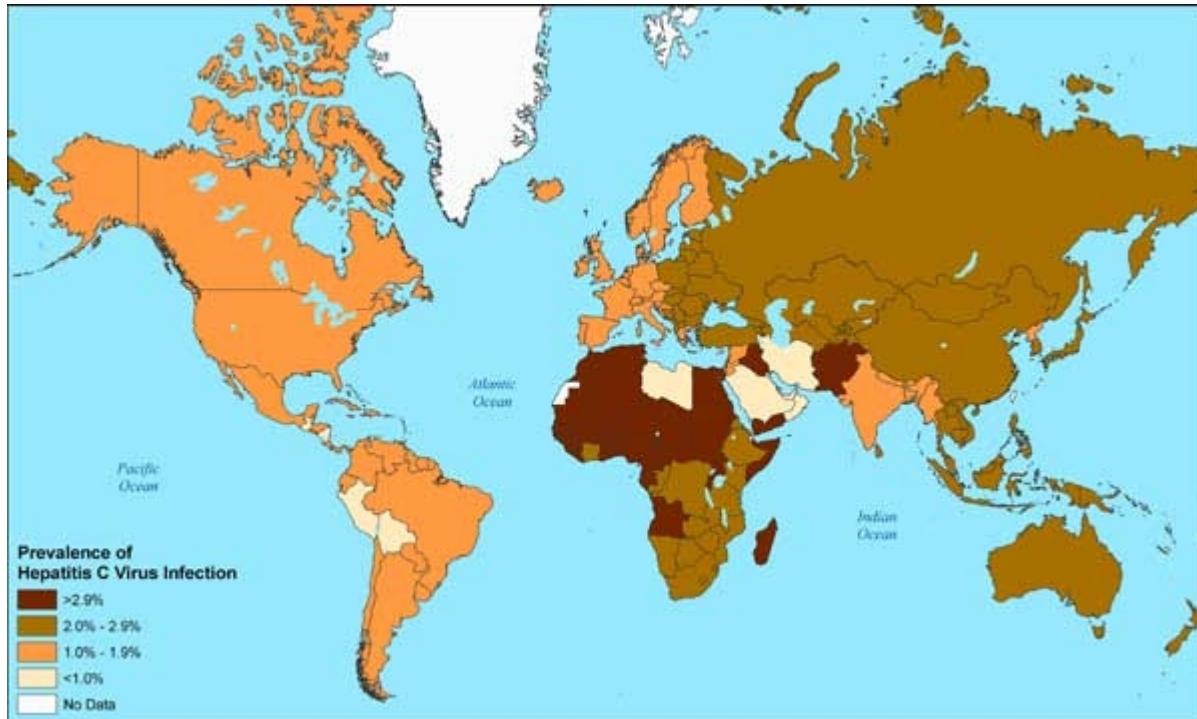 Atlantic
Ocean
Pacific
Ocean
Indian
Ocean
Prevalence of
Hepatitis C Virus Infection
>2.9%
2.0% - 2.9%
1.0% - 1.9%
<1.0%
No Data